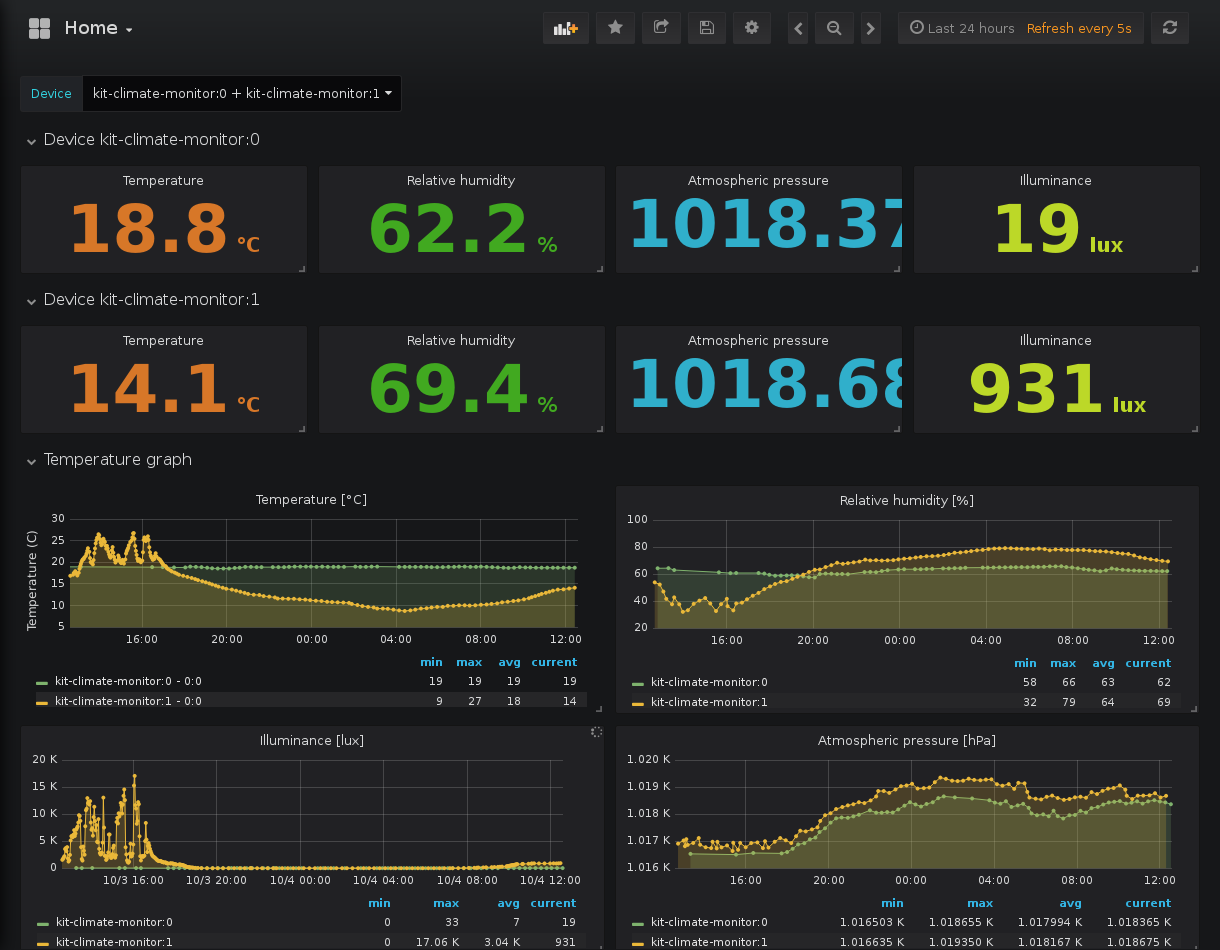 Home
Last 24 hours Refresh every 5s
Device kit-climate-monitor:0 + kit-climate-monitor:1
Device kit-climate-monitor:0
Temperature Relative humidity Atmospheric pressure Illuminance
18.8 °C 62.2 % 1018.37 19 lux
Device kit-climate-monitor:1
Temperature Relative humidity Atmospheric pressure Illuminance
14.1 °C 69.4 % 1018.68 931 lux
Temperature graph
Temperature [°C]
Temperature (C)
30
25
20
15
10
5
16:00 20:00 00:00 04:00 08:00 12:00
min max avg current
kit-climate-monitor:0 - 0:0 19 19 19 19
kit-climate-monitor:1 - 0:0 9 27 18 14
Relative humidity [%]
100
80
60
40
20
16:00 20:00 00:00 04:00 08:00 12:00
min max avg current
kit-climate-monitor:0 58 66 63 62
kit-climate-monitor:1 32 79 64 69
Illuminance [lux]
20 K
15 K
10 K
5 K
0
10/3 16:00 10/3 20:00 10/4 00:00 10/4 04:00 10/4 08:00 10/4 12:00
min max avg current
kit-climate-monitor:0 0 33 7 19
kit-climate-monitor:1 0 17.06 K 3.04 K 931
Atmospheric pressure [hPa]
1.020 K
1.019 K
1.018 K
1.017 K
1.016 K
16:00 20:00 00:00 04:00 08:00 12:00
min max avg current
kit-climate-monitor:0 1.016503 K 1.018655 K 1.017994 K 1.018365 K
kit-climate-monitor:1 1.016635 K 1.019350 K 1.018167 K 1.018675 K